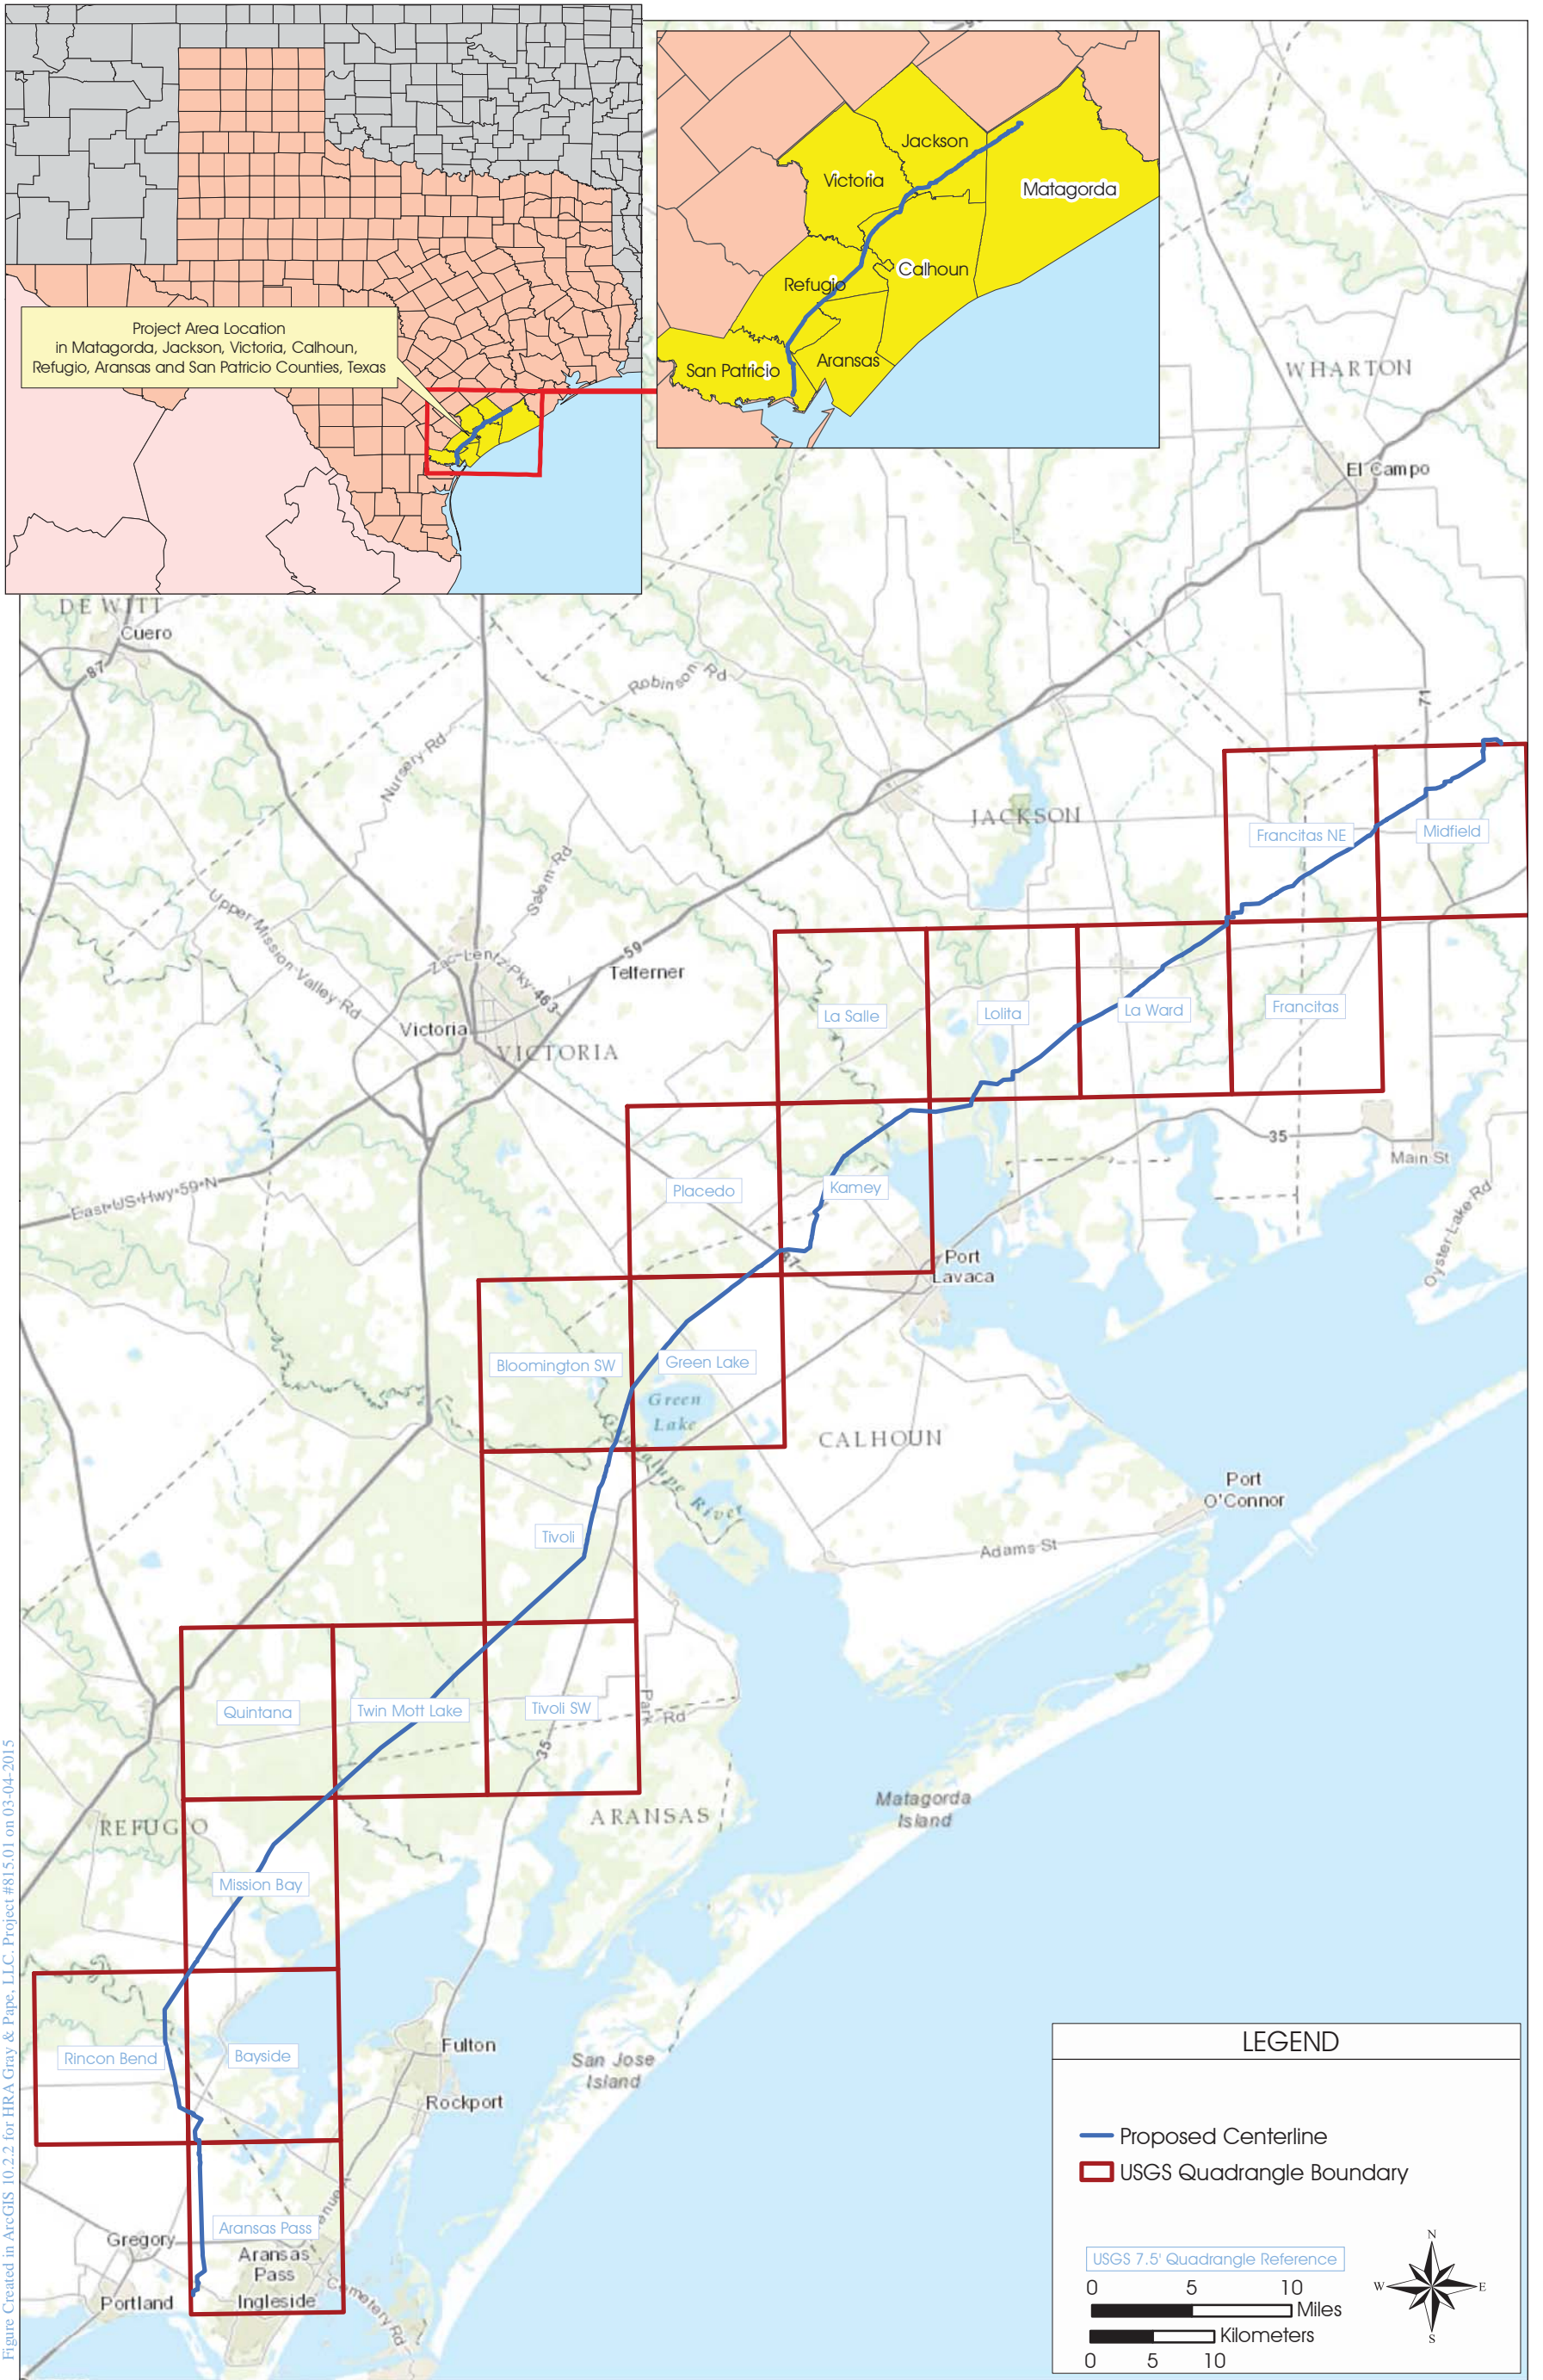 Project Area Location
in Matagorda, Jackson, Victoria, Calhoun,
Refugio, Aransas and San Patricio Counties, Texas
Jackson
Victoria
Matagorda
Calhoun
Refugio
San Patricio
Aransas
WHARTON
El Campo
DE WITT
Cuero
87
Robinson Rd
Nursery Rd
71
JACKSON
Francitas NE
Midfield
Salem Rd
Upper Mission Valley Rd
Zac Lentz Pky
463
59
Telferner
Victoria
VICTORIA
La Salle
Lolita
La Ward
Francitas
35
Main St
East US Hwy 59 N
Placedo
Kamey
Oyster Lake Rd
87
Port
Lavaca
Bloomington SW
Green Lake
Green
Lake
CALHOUN
Guadalupe River
Port
O'Connor
Tivoli
Adams St
Quintana
Twin Mott Lake
Tivoli SW
Park Rd
35
Matagorda
Island
REFUGIO
ARANSAS
Mission Bay
Rincon Bend
Bayside
Fulton
San Jose
Island
Rockport
Aransas Pass
Gregory
Aransas
Pass
Portland
Ingleside
Cemetery Rd
LEGEND
Proposed Centerline
USGS Quadrangle Boundary
USGS 7.5' Quadrangle Reference
0 5 10
Miles
Kilometers
0 5 10
N
W E
S
Figure Created in ArcGIS 10.2.2 for HRA Gray & Pape, LLC. Project #815.01 on 03-04-2015